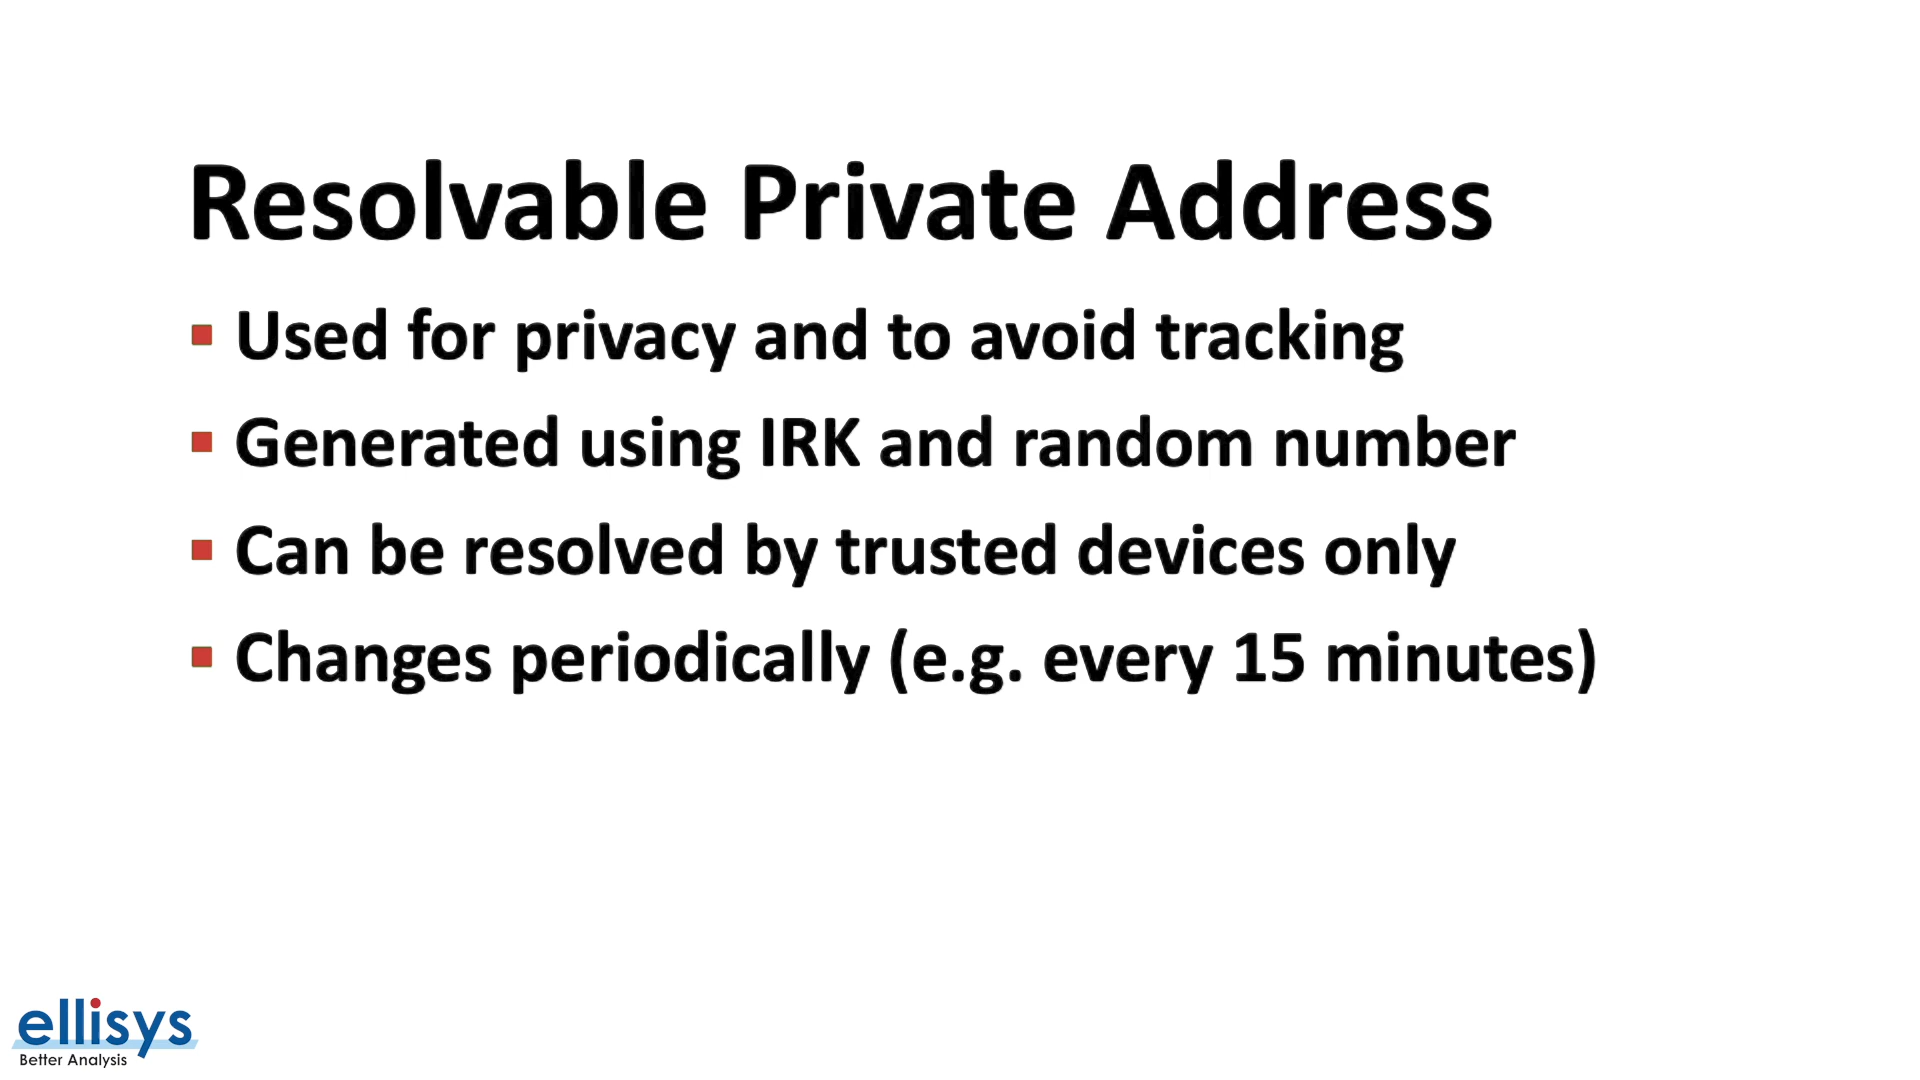 Resolvable Private Address
Used for privacy and to avoid tracking
Generated using IRK and random number
Can be resolved by trusted devices only
Changes periodically (e.g. every 15 minutes)
ellisys
Better Analysis